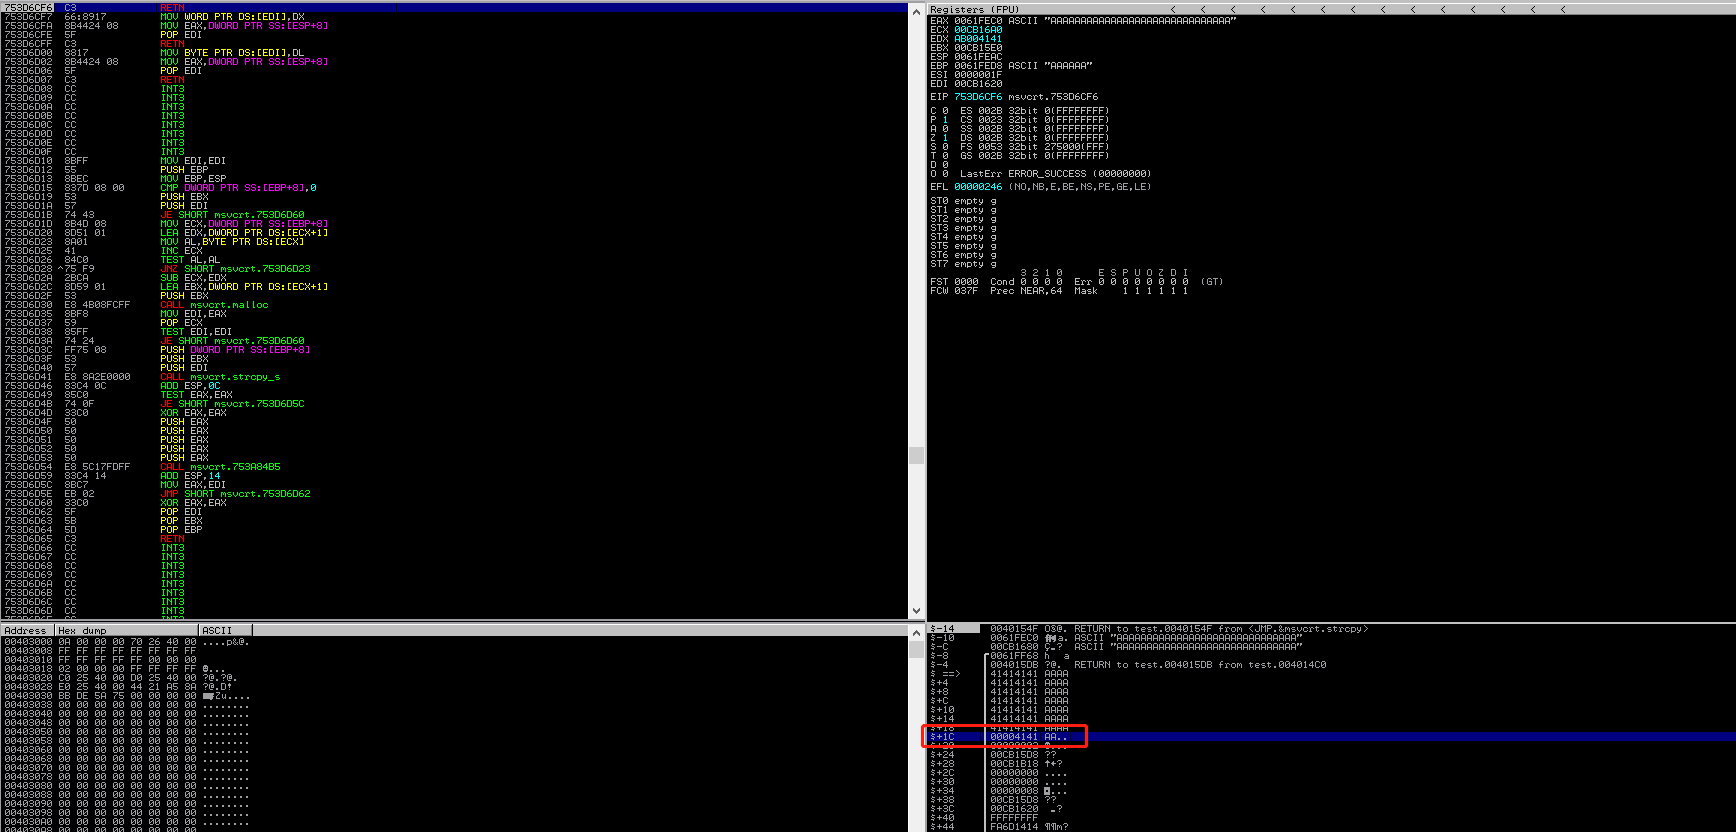 753D6CF6 C3 RETN
753D6CF7 66:8917 MOV WORD PTR DS:[EDI],DX
753D6CFA 8B4424 08 MOV EAX,DWORD PTR SS:[ESP+8]
753D6CFE 5F POP EDI
753D6CFF C3 RETN
753D6D00 8817 MOV BYTE PTR DS:[EDI],DL
753D6D02 8B4424 08 MOV EAX,DWORD PTR SS:[ESP+8]
753D6D06 5F POP EDI
753D6D07 C3 RETN
753D6D08 CC INT3
753D6D09 CC INT3
753D6D0A CC INT3
753D6D0B CC INT3
753D6D0C CC INT3
753D6D0D CC INT3
753D6D0E CC INT3
753D6D0F CC INT3
753D6D10 8BFF MOV EDI,EDI
753D6D12 55 PUSH EBP
753D6D13 8BEC MOV EBP,ESP
753D6D15 837D 08 00 CMP DWORD PTR SS:[EBP+8],0
753D6D19 53 PUSH EBX
753D6D1A 57 PUSH EDI
753D6D1B 74 43 JE SHORT msvcrt.753D6D60
753D6D1D 8B4D 08 MOV ECX,DWORD PTR SS:[EBP+8]
753D6D20 8D51 01 LEA EDX,DWORD PTR DS:[ECX+1]
753D6D23 8A01 MOV AL,BYTE PTR DS:[ECX]
753D6D25 41 INC ECX
753D6D26 84C0 TEST AL,AL
753D6D28 ^75 F9 JNZ SHORT msvcrt.753D6D23
753D6D2A 2BCA SUB ECX,EDX
753D6D2C 8D59 01 LEA EBX,DWORD PTR DS:[ECX+1]
753D6D2F 53 PUSH EBX
753D6D30 E8 4B08FCFF CALL msvcrt.malloc
753D6D35 8BF8 MOV EDI,EAX
753D6D37 59 POP ECX
753D6D38 85FF TEST EDI,EDI
753D6D3A 74 24 JE SHORT msvcrt.753D6D60
753D6D3C FF75 08 PUSH DWORD PTR SS:[EBP+8]
753D6D3F 53 PUSH EBX
753D6D40 57 PUSH EDI
753D6D41 E8 8A2E0000 CALL msvcrt.strcpy_s
753D6D46 83C4 0C ADD ESP,0C
753D6D49 85C0 TEST EAX,EAX
753D6D4B 74 0F JE SHORT msvcrt.753D6D5C
753D6D4D 33C0 XOR EAX,EAX
753D6D4F 50 PUSH EAX
753D6D50 50 PUSH EAX
753D6D51 50 PUSH EAX
753D6D52 50 PUSH EAX
753D6D53 50 PUSH EAX
753D6D54 E8 5C17FDFF CALL msvcrt.753A84B5
753D6D59 83C4 14 ADD ESP,14
753D6D5C 8BC7 MOV EAX,EDI
753D6D5E EB 02 JMP SHORT msvcrt.753D6D62
753D6D60 33C0 XOR EAX,EAX
753D6D62 5F POP EDI
753D6D63 5B POP EBX
753D6D64 5D POP EBP
753D6D65 C3 RETN
753D6D66 CC INT3
753D6D67 CC INT3
753D6D68 CC INT3
753D6D69 CC INT3
753D6D6A CC INT3
753D6D6B CC INT3
753D6D6C CC INT3
753D6D6D CC INT3
753D6D6E CC INT3
Registers (FPU) < < < < < < < < < < < < < <
EAX 0061FEC0 ASCII "AAAAAAAAAAAAAAAAAAAAAAAAAAAAAA"
ECX 00CB16A0
EDX AB004141
EBX 00CB15E0
ESP 0061FEAC
EBP 0061FED8 ASCII "AAAAAA"
ESI 0000001F
EDI 00CB1620
EIP 753D6CF6 msvcrt.753D6CF6
C 0 ES 002B 32bit 0(FFFFFFFF)
P 1 CS 0023 32bit 0(FFFFFFFF)
A 0 SS 002B 32bit 0(FFFFFFFF)
Z 1 DS 002B 32bit 0(FFFFFFFF)
S 0 FS 0053 32bit 275000(FFF)
T 0 GS 002B 32bit 0(FFFFFFFF)
D 0
O 0 LastErr ERROR_SUCCESS (00000000)
EFL 00000246 (NO,NB,E,BE,NS,PE,GE,LE)
ST0 empty g
ST1 empty g
ST2 empty g
ST3 empty g
ST4 empty g
ST5 empty g
ST6 empty g
ST7 empty g
3 2 1 0 E S P U O Z D I
FST 0000 Cond 0 0 0 0 Err 0 0 0 0 0 0 0 0 (GT)
FCW 037F Prec NEAR,64 Mask 1 1 1 1 1 1
Address Hex dump ASCII
00403000 0A 00 00 00 70 26 40 00 ....p&@.
00403008 FF FF FF FF FF FF FF FF
00403010 FF FF FF FF 00 00 00
00403018 02 00 00 00 FF FF FF FF
00403020 C0 25 40 00 D0 25 40 00 ?@.?@.
00403028 E0 25 40 00 44 21 A5 8A
00403030 BB DE 5A 75 00 00 00 00
00403038 00 00 00 00 00 00 00 00 ........
00403040 00 00 00 00 00 00 00 00 ........
00403048 00 00 00 00 00 00 00 00 ........
00403050 00 00 00 00 00 00 00 00 ........
00403058 00 00 00 00 00 00 00 00 ........
00403060 00 00 00 00 00 00 00 00 ........
00403068 00 00 00 00 00 00 00 00 ........
00403070 00 00 00 00 00 00 00 00 ........
00403078 00 00 00 00 00 00 00 00 ........
00403080 00 00 00 00 00 00 00 00 ........
00403088 00 00 00 00 00 00 00 00 ........
00403090 00 00 00 00 00 00 00 00 ........
00403098 00 00 00 00 00 00 00 00 ........
004030A0 00 00 00 00 00 00 00 00 ........
$-14 0040154F O$@. RETURN to test.0040154F from <JMP.&msvcrt.strcpy>
$-10 0061FEC0 ASCII "AAAAAAAAAAAAAAAAAAAAAAAAAAAAAA"
$-C 00CB1680 ASCII "AAAAAAAAAAAAAAAAAAAAAAAAAAAAAA"
$-8 0061FF68 h a
$-4 004015DB ?@. RETURN to test.004015DB from test.004014C0
$ ==> 41414141 AAAA
$+4 41414141 AAAA
$+8 41414141 AAAA
$+C 41414141 AAAA
$+10 41414141 AAAA
$+14 41414141 AAAA
$+18 41414141 AAAA
$+1C 00004141 AA..
$+20 00000002
$+24 00CB15D8 ??
$+28 00CB1B18
$+2C 00000000 ....
$+30 00000000 ....
$+34 00000008
$+38 00CB15D8 ??
$+3C 00CB1620
$+40 FFFFFFFF
$+44 FA6D1414 ¶¶m?